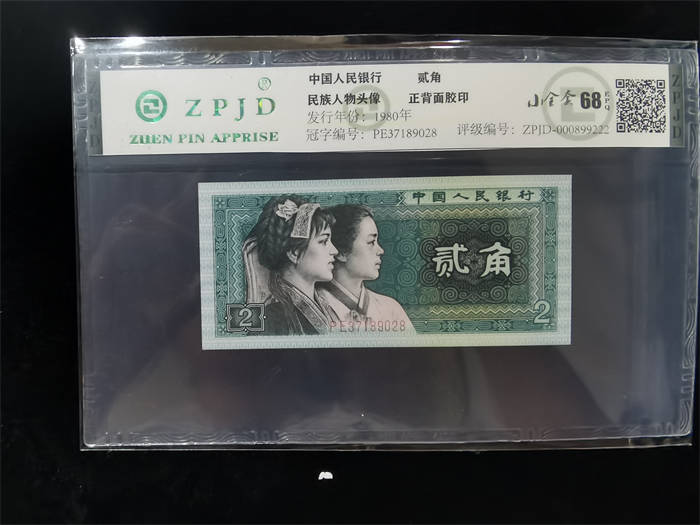 ZPJD®
ZHEN PIN APPRISE
中国人民银行 贰角
民族人物头像 正背面胶印
发行年份：1980年
冠字编号：PE37189028
68 EPQ
评级编号：ZPJD-000899222
中国人民银行
贰角
2
PE37189028
2